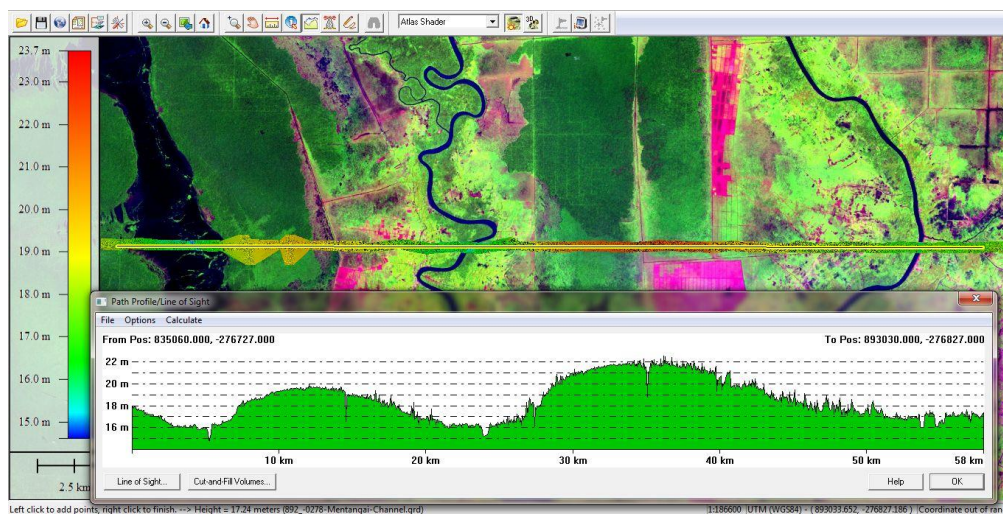 Atlas Shader
3D
23.7 m
23.0 m
22.0 m
21.0 m
20.0 m
19.0 m
18.0 m
17.0 m
16.0 m
15.0 m
2.5 km
Path Profile/Line of Sight
File Options Calculate
From Pos: 835060.000, -276727.000 To Pos: 893030.000, -276827.000
22 m
20 m
18 m
16 m
10 km 20 km 30 km 40 km 50 km 58 km
Line of Sight... Cut-and-Fill Volumes... Help OK
Left click to add points, right click to finish. --> Height = 17.24 meters (892_-0278-Mentangai-Channel.grd) 1:186600 UTM (WGS84) - ( 893033.652, -276827.186 ) Coordinate out of ran